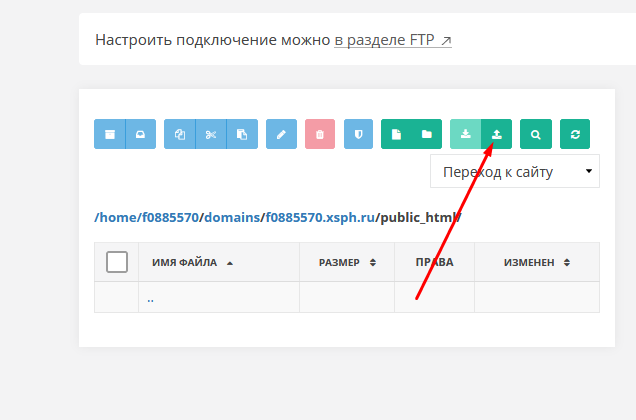 Настроить подключение можно в разделе FTP
Переход к сайту
/home/f0885570/domains/f0885570.xsph.ru/public_html/
ИМЯ ФАЙЛА РАЗМЕР ПРАВА ИЗМЕНЕН
..